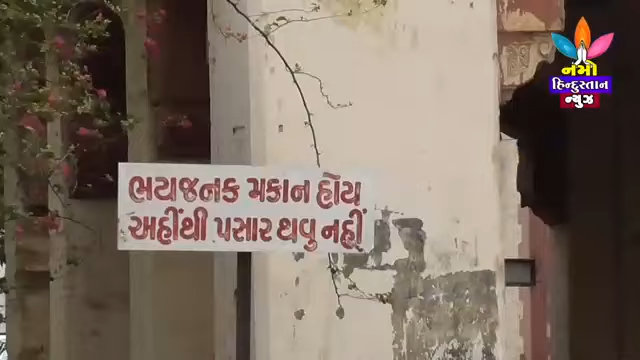 નમો
હિન્દુસ્તાન
ન્યુઝ
ભયજનક મકાન હોય
અહીંથી પસાર થવુ નહીં